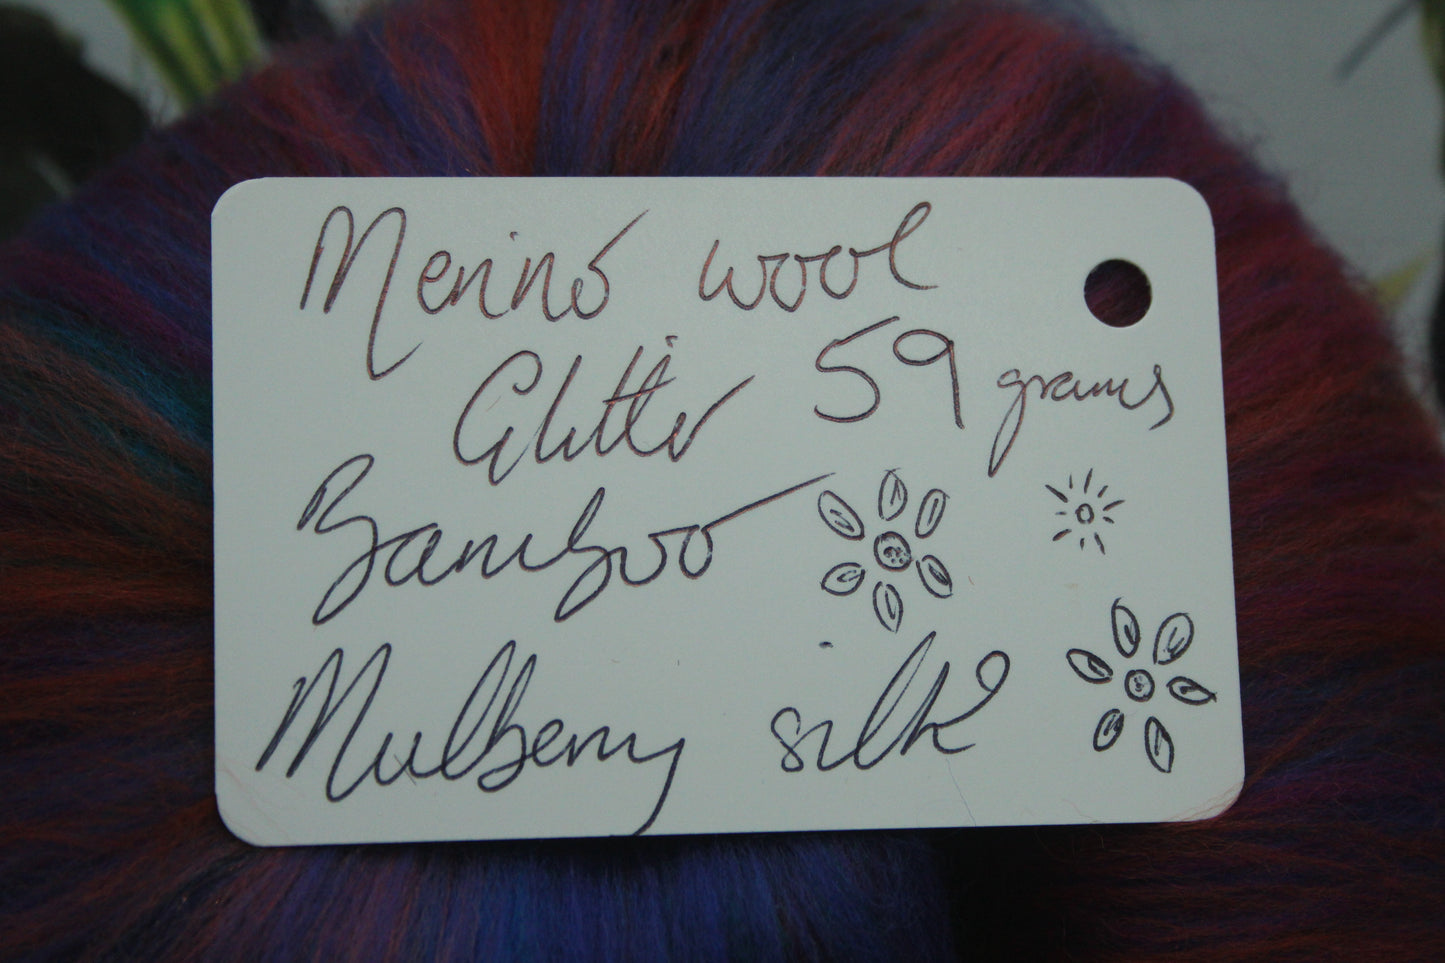 Merino wool
Glitter 59 grams
Bamboo
Mulberry silk